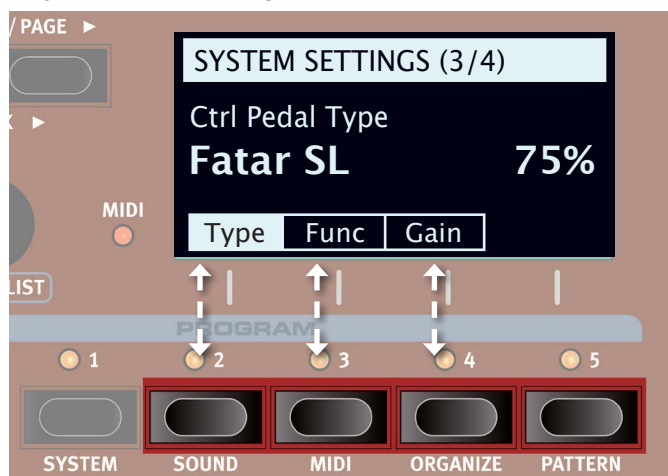 / PAGE ►
SYSTEM SETTINGS (3/4)
Ctrl Pedal Type
Fatar SL 75%
MIDI
Type Func Gain
LIST
PROGRAM
1 2 3 4 5
SYSTEM SOUND MIDI ORGANIZE PATTERN